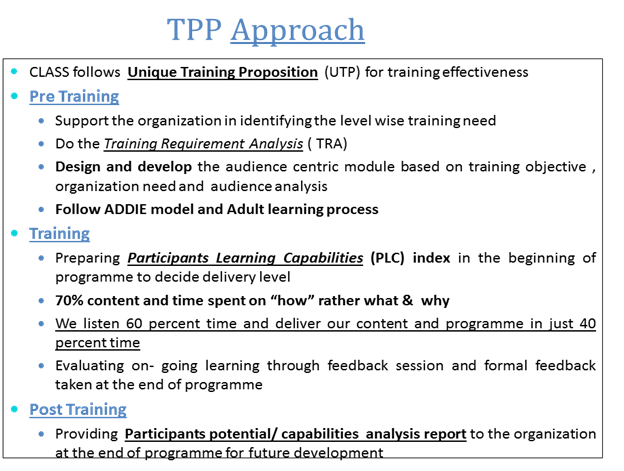 TPP Approach
CLASS follows Unique Training Proposition (UTP) for training effectiveness
Pre Training
Support the organization in identifying the level wise training need
Do the Training Requirement Analysis ( TRA)
Design and develop the audience centric module based on training objective ,
organization need and audience analysis
Follow ADDIE model and Adult learning process
Training
Preparing Participants Learning Capabilities (PLC) index in the beginning of
programme to decide delivery level
70% content and time spent on “how” rather what & why
We listen 60 percent time and deliver our content and programme in just 40
percent time
Evaluating on- going learning through feedback session and formal feedback
taken at the end of programme
Post Training
Providing Participants potential/ capabilities analysis report to the organization
at the end of programme for future development